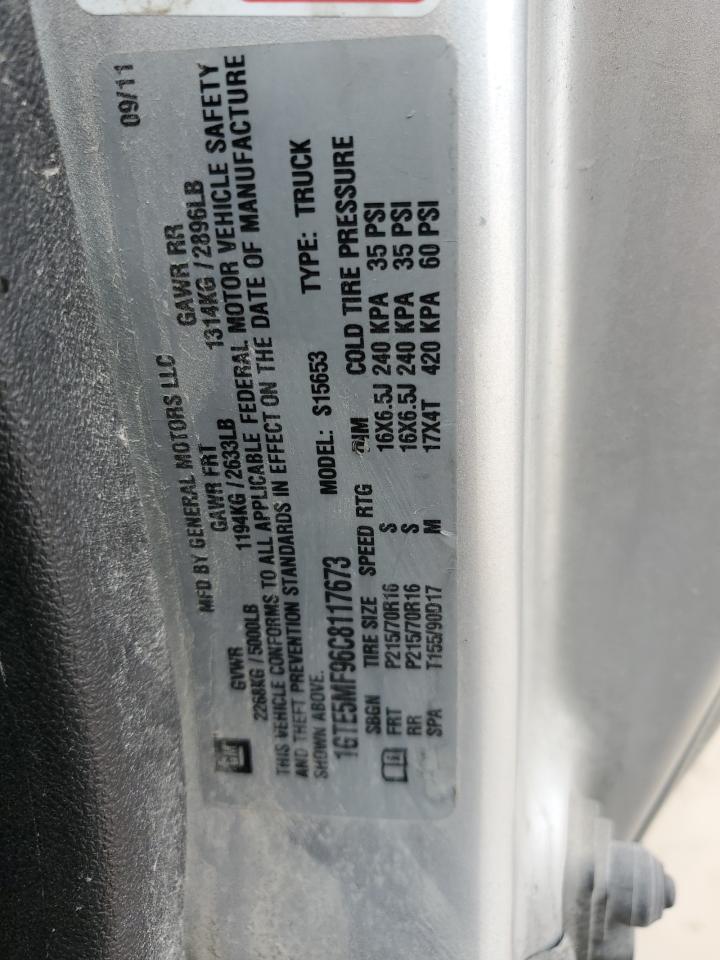 MFD BY GENERAL MOTORS LLC 09/11
GVWR GAWR FRT GAWR RR
2268KG/5000LB 1194KG/2633LB 1314KG/2896LB
THIS VEHICLE CONFORMS TO ALL APPLICABLE FEDERAL MOTOR VEHICLE SAFETY
AND THEFT PREVENTION STANDARDS IN EFFECT ON THE DATE OF MANUFACTURE
SHOWN ABOVE.
1GTE5MF96C8117673 MODEL: S15653 TYPE: TRUCK
SBGN TIRE SIZE SPEED RTG RIM COLD TIRE PRESSURE
FRT P215/70R16 S 16X6.5J 240 KPA 35 PSI
RR P215/70R16 S 16X6.5J 240 KPA 35 PSI
SPA T155/90D17 M 17X4T 420 KPA 60 PSI
GM